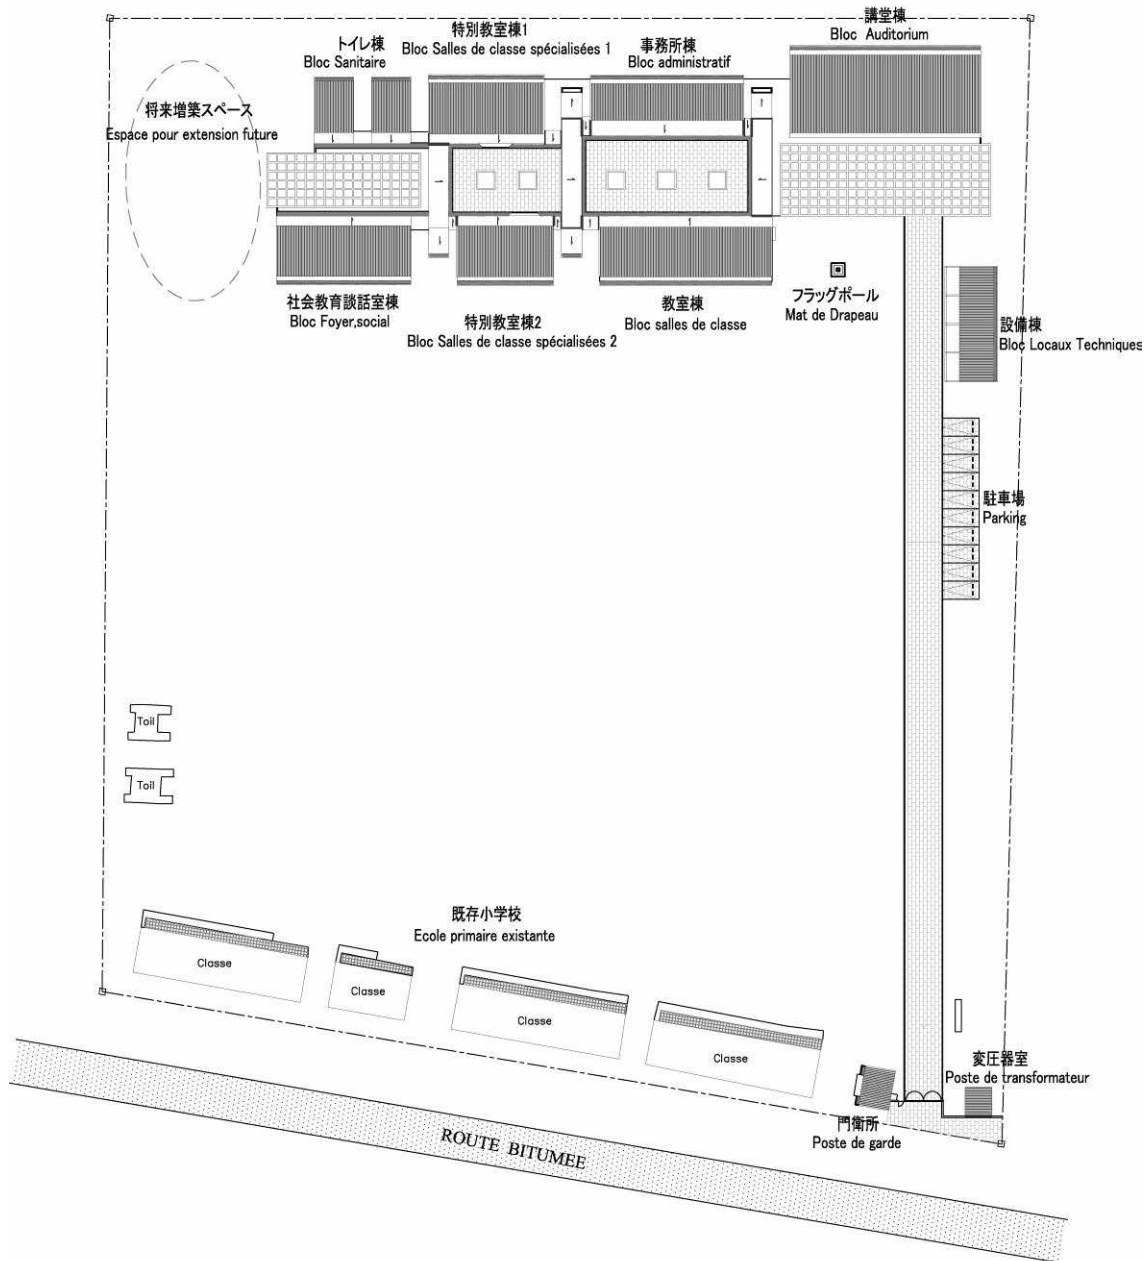 講堂棟
Bloc Auditorium
特別教室棟1
Bloc Salles de classe spécialisées 1
トイレ棟
Bloc Sanitaire
事務所棟
Bloc administratif
将来増築スペース
Espace pour extension future
社会教育談話室棟
Bloc Foyer,social
特別教室棟2
Bloc Salles de classe spécialisées 2
教室棟
Bloc salles de classe
フラッグポール
Mat de Drapeau
設備棟
Bloc Locaux Techniques
駐車場
Parking
Toil
Toil
既存小学校
Ecole primaire existante
Classe
Classe
Classe
Classe
変圧器室
Poste de transformateur
門衛所
Poste de garde
ROUTE BITUMEE